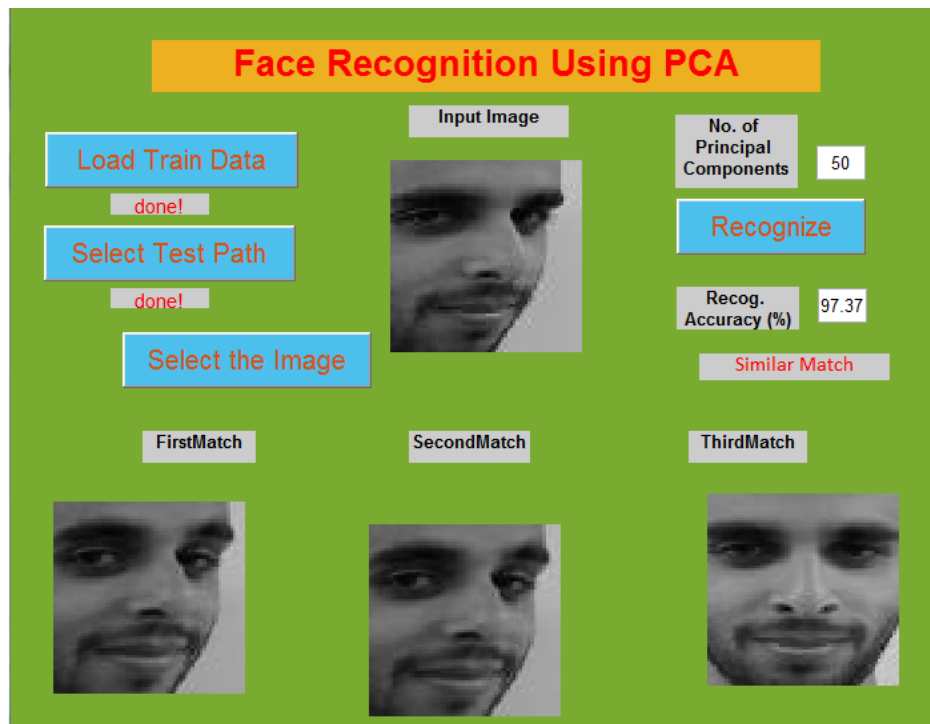 Face Recognition Using PCA
Load Train Data
done!
Select Test Path
done!
Select the Image
Input Image
No. of
Principal
Components
50
Recognize
Recog.
Accuracy (%)
97.37
Similar Match
FirstMatch
SecondMatch
ThirdMatch